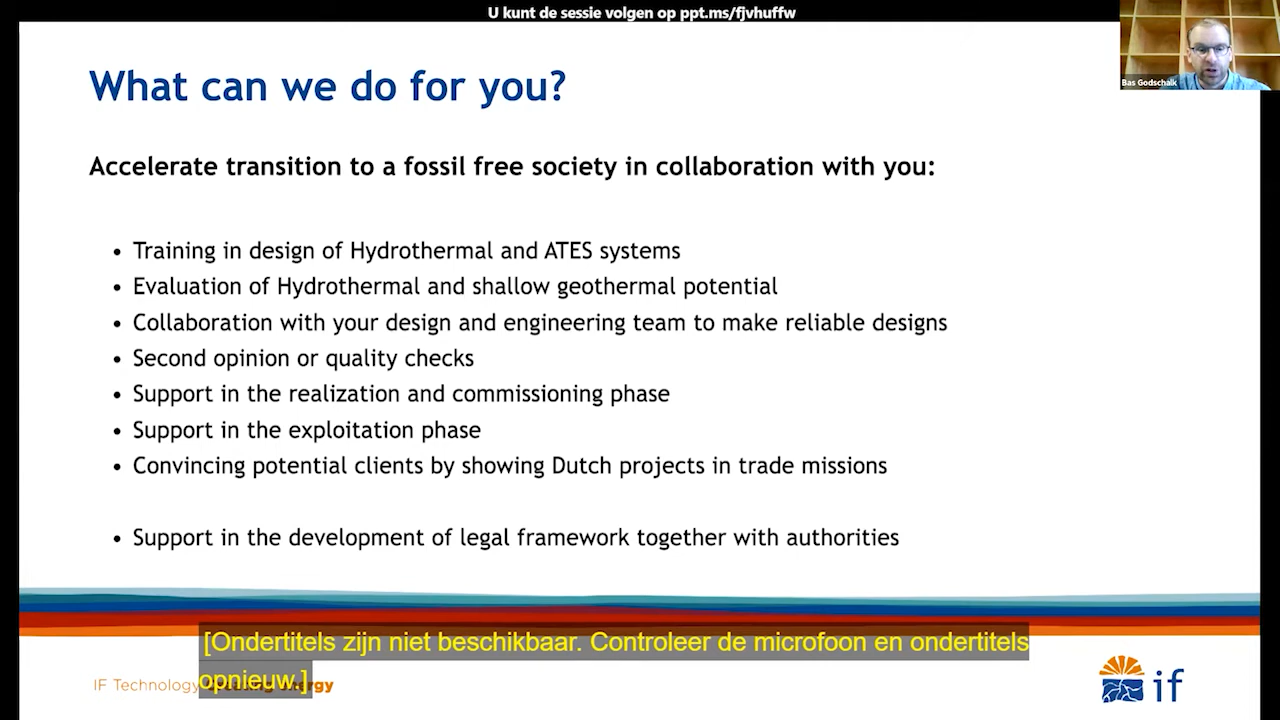 U kunt de sessie volgen op ppt.ms/fjvhuffw
Bas Godschalk
What can we do for you?
Accelerate transition to a fossil free society in collaboration with you:
• Training in design of Hydrothermal and ATES systems
• Evaluation of Hydrothermal and shallow geothermal potential
• Collaboration with your design and engineering team to make reliable designs
• Second opinion or quality checks
• Support in the realization and commissioning phase
• Support in the exploitation phase
• Convincing potential clients by showing Dutch projects in trade missions
• Support in the development of legal framework together with authorities
[Ondertitels zijn niet beschikbaar. Controleer de microfoon en ondertitels
opnieuw.]
IF Technology
if